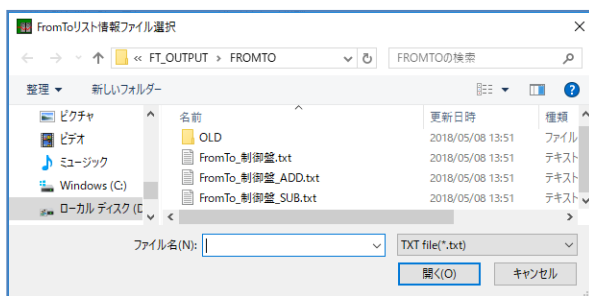 FromToリスト情報ファイル選択
« FT_OUTPUT › FROMTO
FROMTOの検索
整理 新しいフォルダー
ピクチャ
ビデオ
ミュージック
Windows (C:)
ローカル ディスク (D
名前 更新日時 種類
OLD 2018/05/08 13:51 ファイル
FromTo_制御盤.txt 2018/05/08 13:51 テキスト
FromTo_制御盤_ADD.txt 2018/05/08 13:51 テキスト
FromTo_制御盤_SUB.txt 2018/05/08 13:51 テキスト
ファイル名(N): TXT file(*.txt)
開く(O) キャンセル